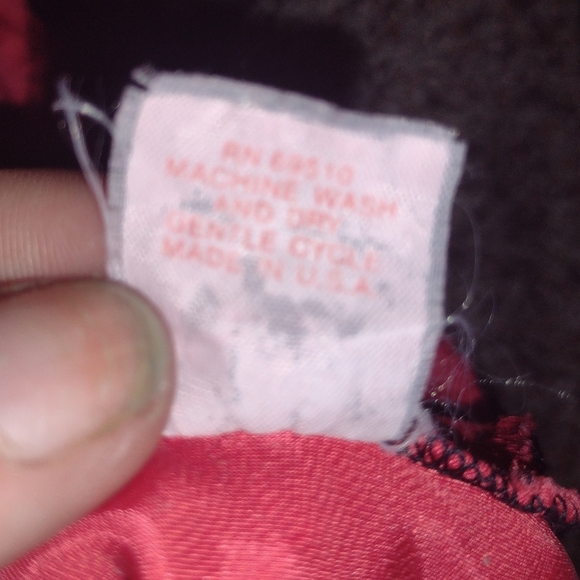 RN 69510
MACHINE WASH
AND DRY
GENTLE CYCLE
MADE IN U.S.A.